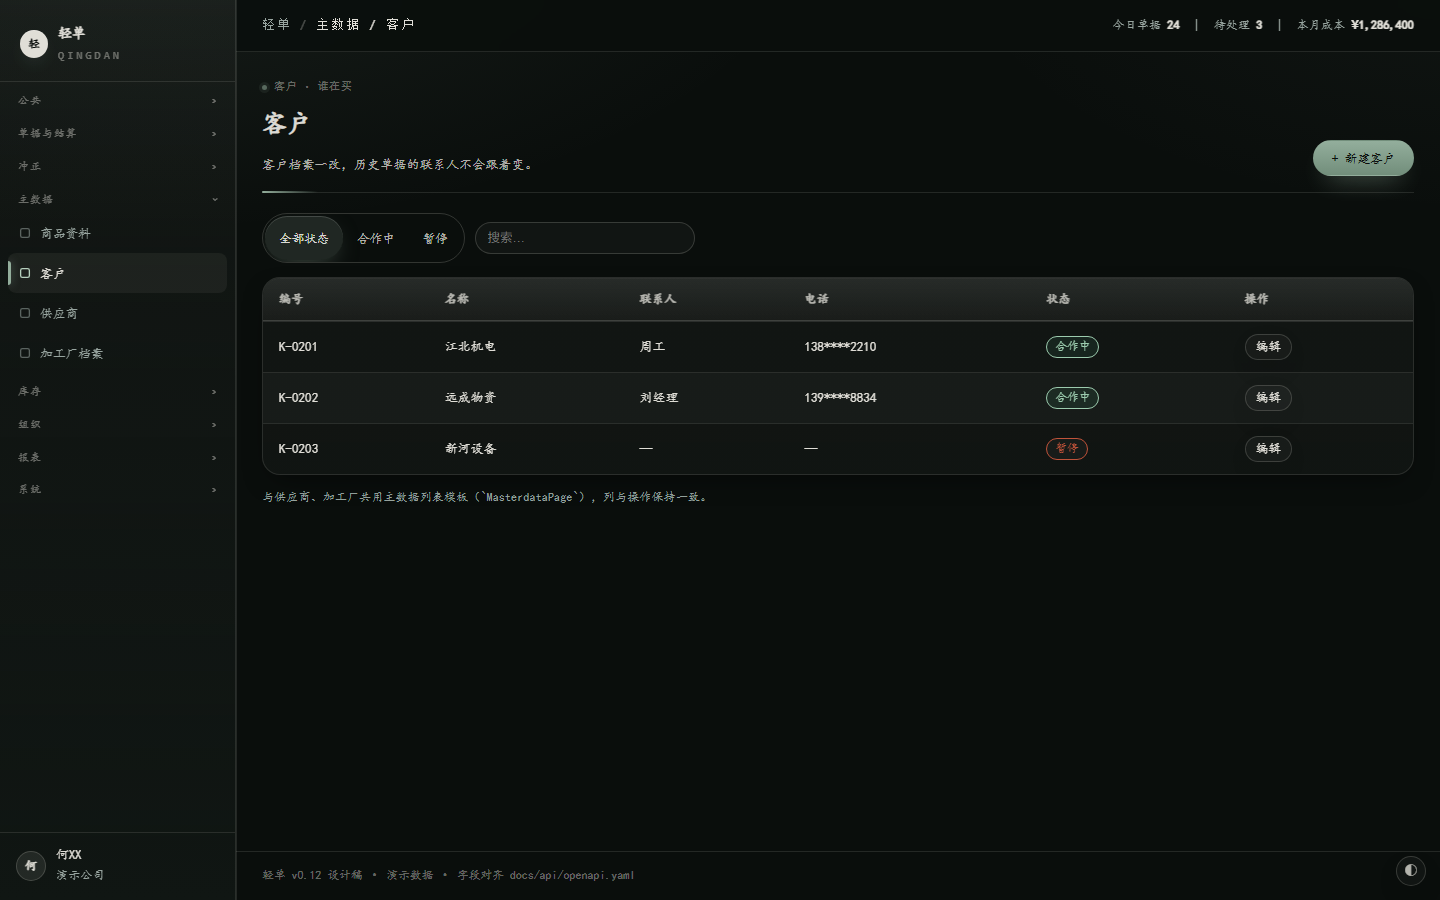 轻 轻单
QINGDAN
公共
单据与结算
冲正
主数据
商品资料
客户
供应商
加工厂档案
库存
组织
报表
系统
何 何XX
演示公司
轻单 / 主数据 / 客户
今日单据 24 | 待处理 3 | 本月成本 ¥1,286,400
客户 · 谁在买
客户
客户档案一改，历史单据的联系人不会跟着变。
+ 新建客户
全部状态 合作中 暂停 搜索...
编号 名称 联系人 电话 状态 操作
K-0201 江北机电 周工 138****2210 合作中 编辑
K-0202 远成物资 刘经理 139****8834 合作中 编辑
K-0203 新河设备 — — 暂停 编辑
与供应商、加工厂共用主数据列表模板（`MasterdataPage`），列与操作保持一致。
轻单 v0.12 设计稿 • 演示数据 • 字段对齐 docs/api/openapi.yaml